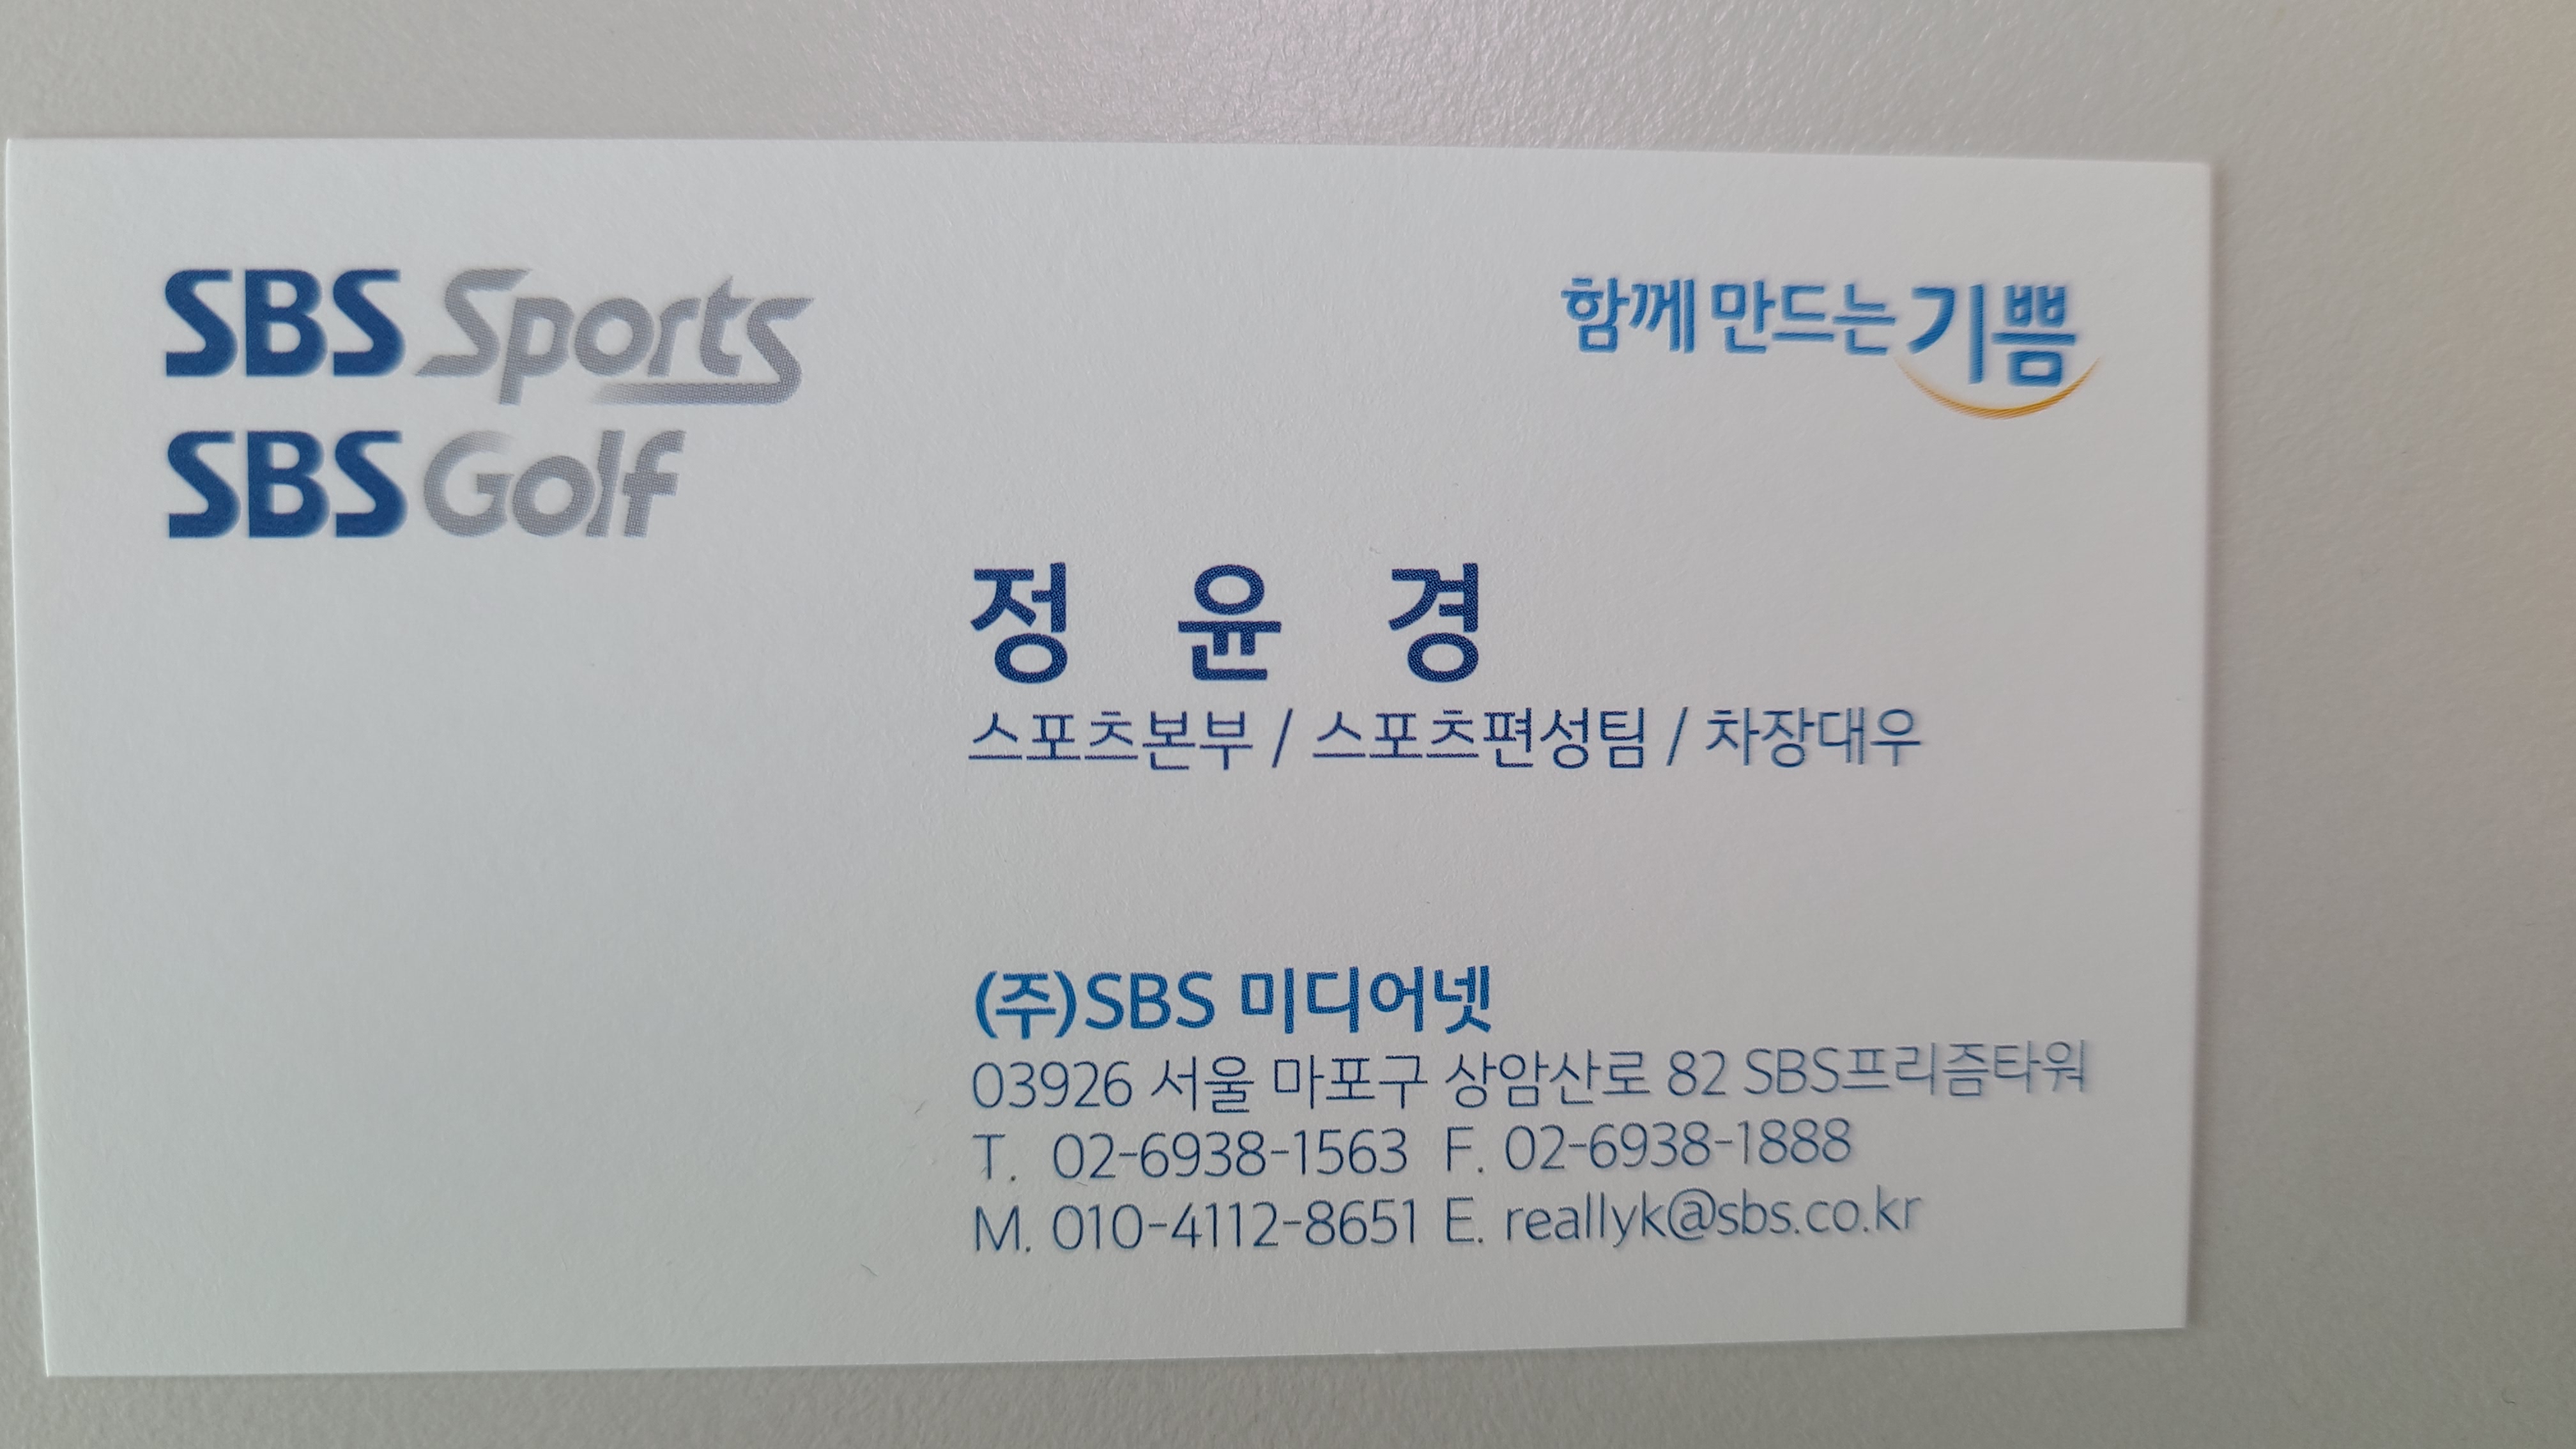 SBS Sports
SBS Golf
함께 만드는 기쁨
정 윤 경
스포츠본부 / 스포츠편성팀 / 차장대우
(주)SBS 미디어넷
03926 서울 마포구 상암산로 82 SBS프리즘타워
T. 02-6938-1563 F. 02-6938-1888
M. 010-4112-8651 E. reallyk@sbs.co.kr